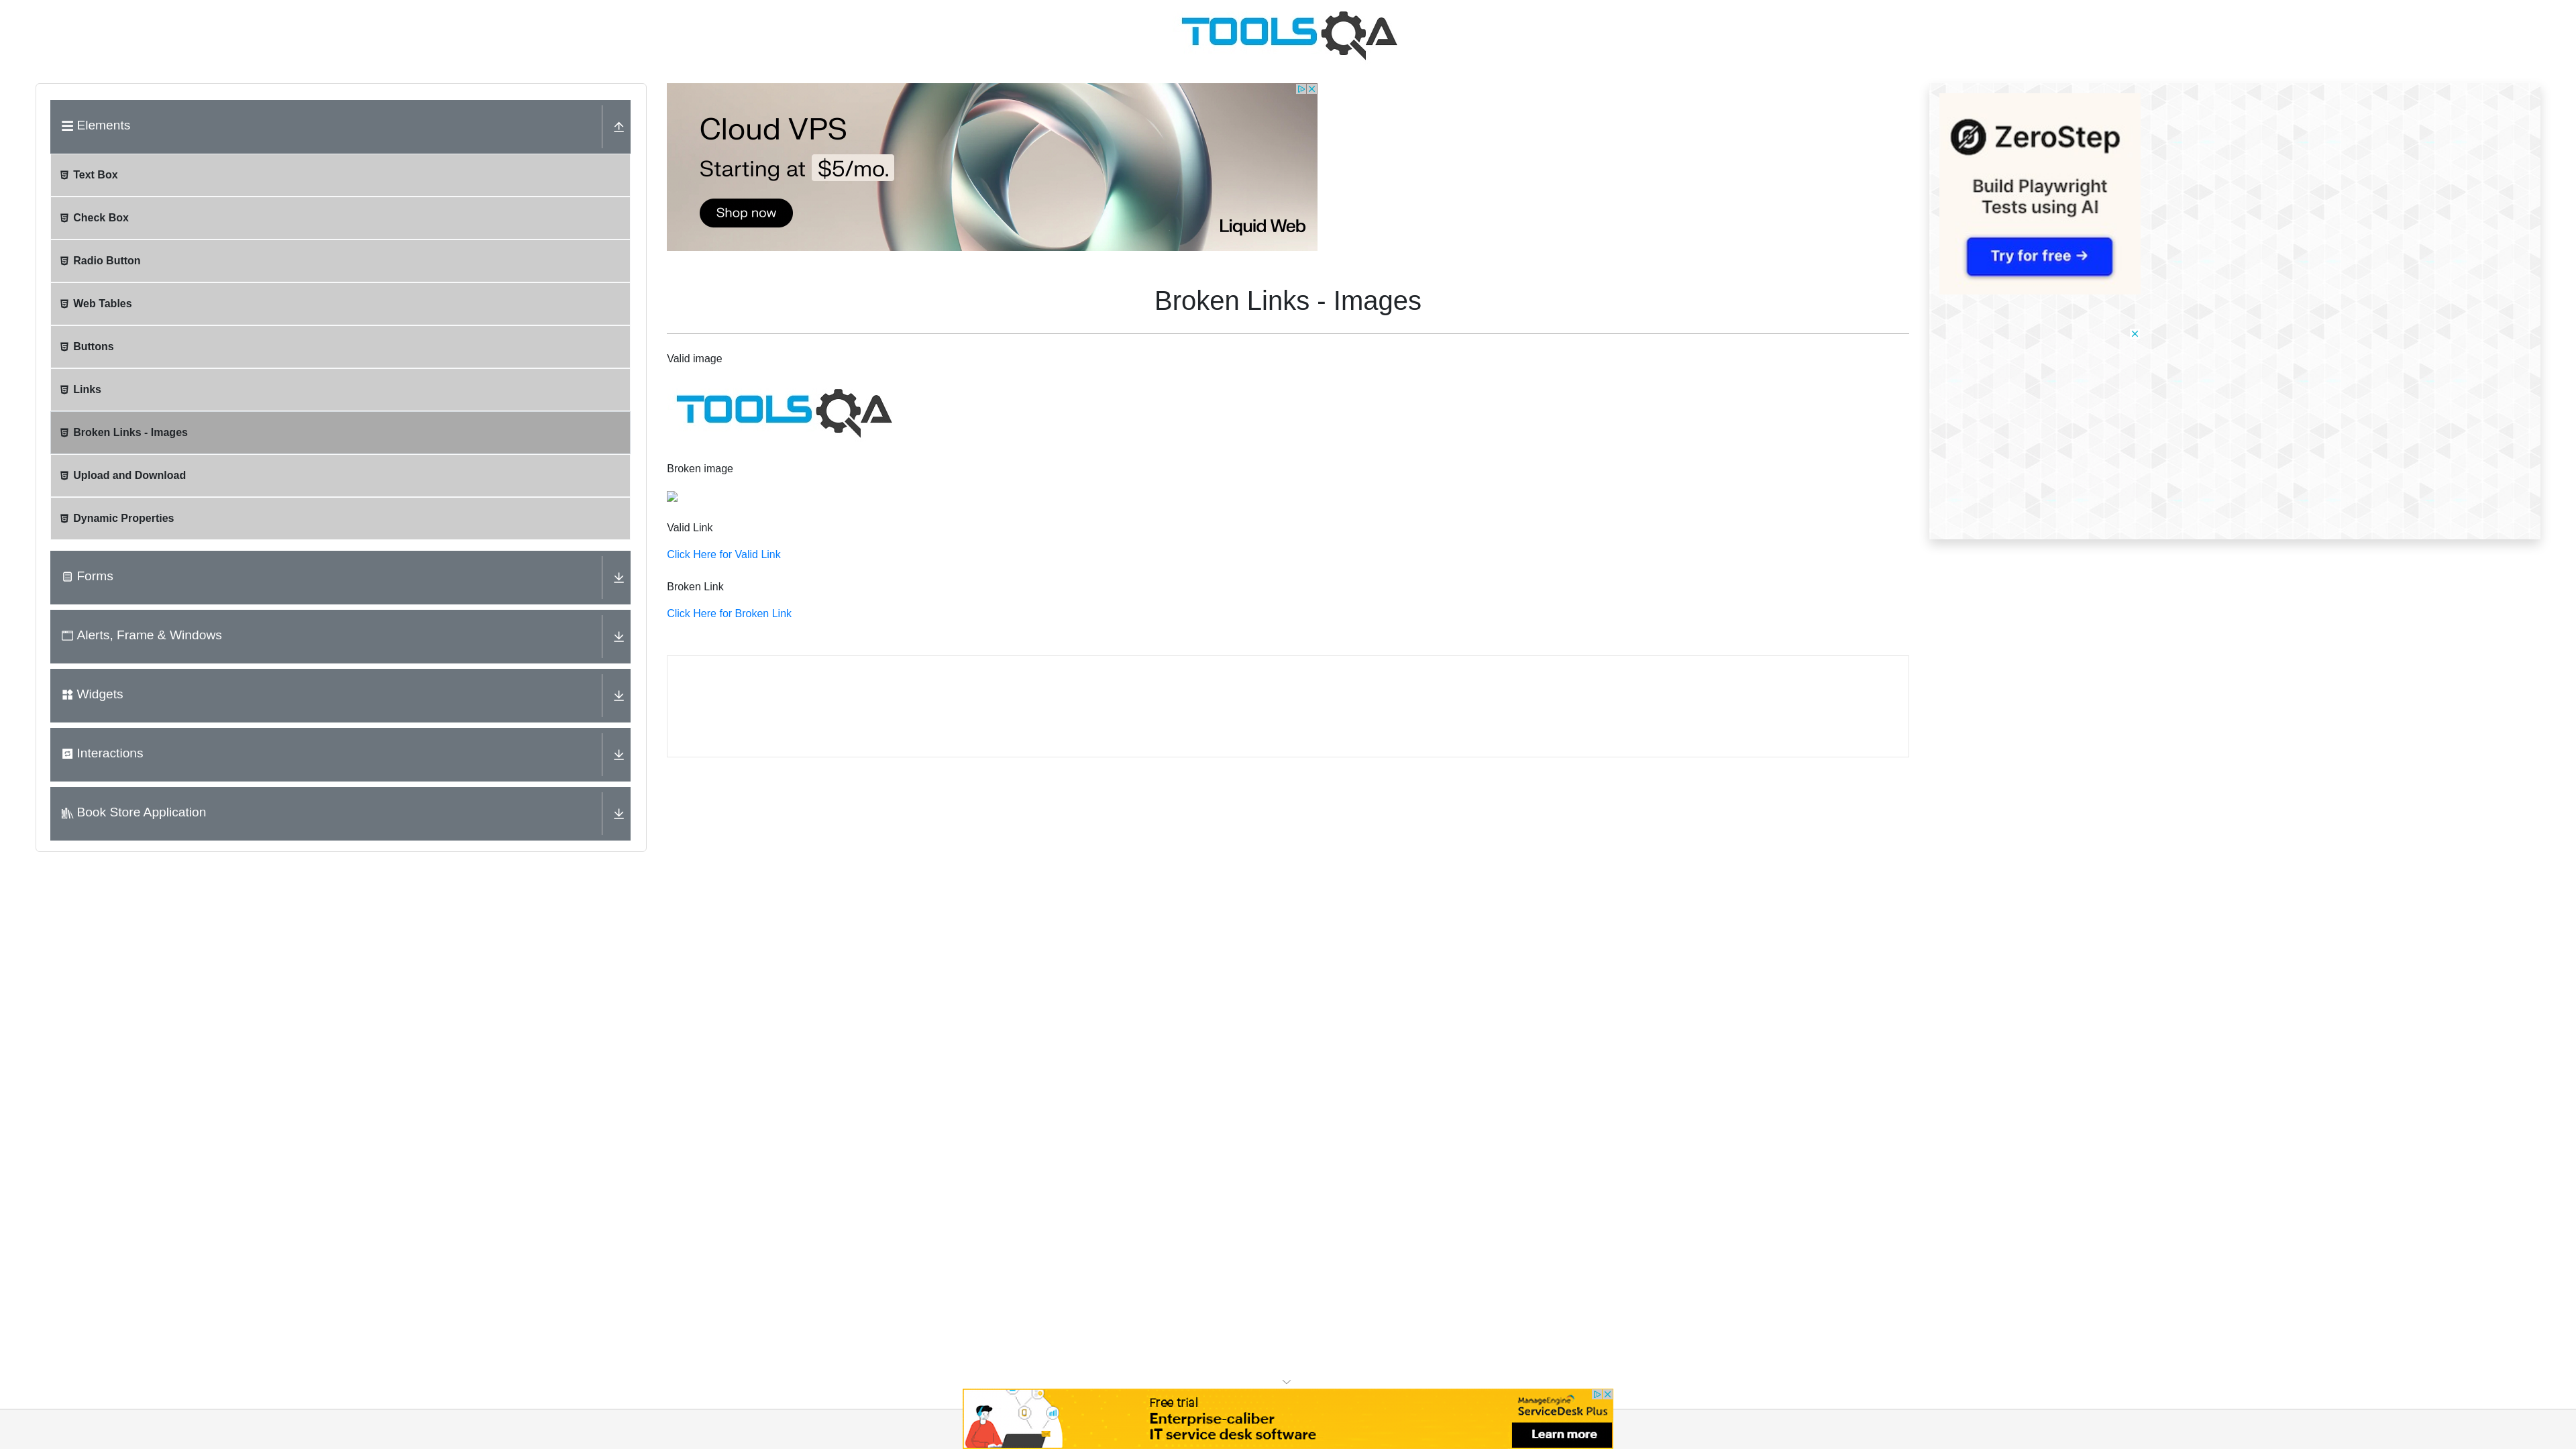 TOOLSQA
Elements
Text Box
Check Box
Radio Button
Web Tables
Buttons
Links
Broken Links - Images
Upload and Download
Dynamic Properties
Forms
Alerts, Frame & Windows
Widgets
Interactions
Book Store Application
Cloud VPS
Starting at $5/mo.
Shop now
Liquid Web
Broken Links - Images
Valid image
TOOLSQA
Broken image
Valid Link
Click Here for Valid Link
Broken Link
Click Here for Broken Link
ZeroStep
Build Playwright
Tests using AI
Try for free →
Free trial
Enterprise-caliber
IT service desk software
ManageEngine
ServiceDesk Plus
Learn more